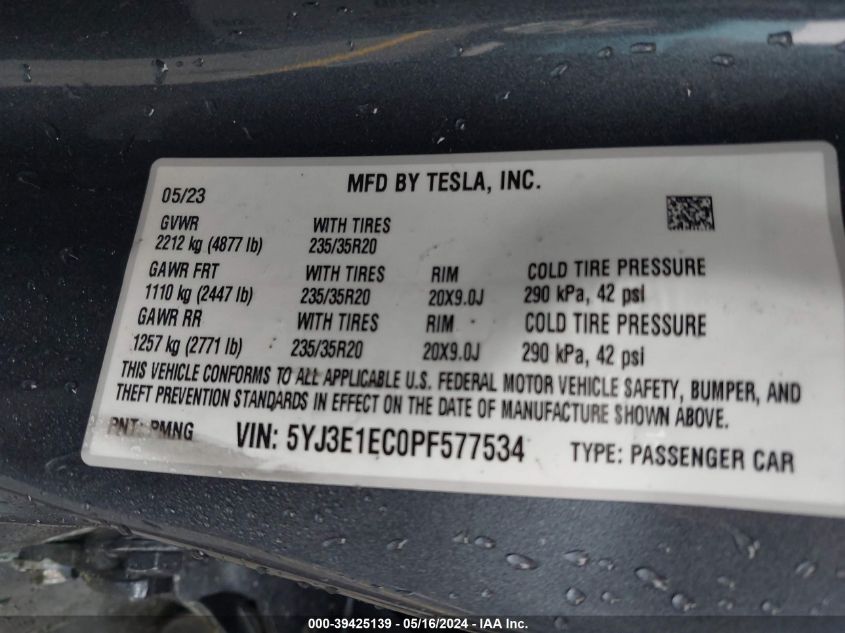 MFD BY TESLA, INC.
05/23
GVWR WITH TIRES
2212 kg (4877 lb) 235/35R20
GAWR FRT WITH TIRES RIM COLD TIRE PRESSURE
1110 kg (2447 lb) 235/35R20 20X9.0J 290 kPa, 42 psi
GAWR RR WITH TIRES RIM COLD TIRE PRESSURE
1257 kg (2771 lb) 235/35R20 20X9.0J 290 kPa, 42 psi
THIS VEHICLE CONFORMS TO ALL APPLICABLE U.S. FEDERAL MOTOR VEHICLE SAFETY, BUMPER, AND
THEFT PREVENTION STANDARDS IN EFFECT ON THE DATE OF MANUFACTURE SHOWN ABOVE.
PNT: PMNG VIN: 5YJ3E1EC0PF577534 TYPE: PASSENGER CAR
000-39425139 - 05/16/2024 - IAA Inc.